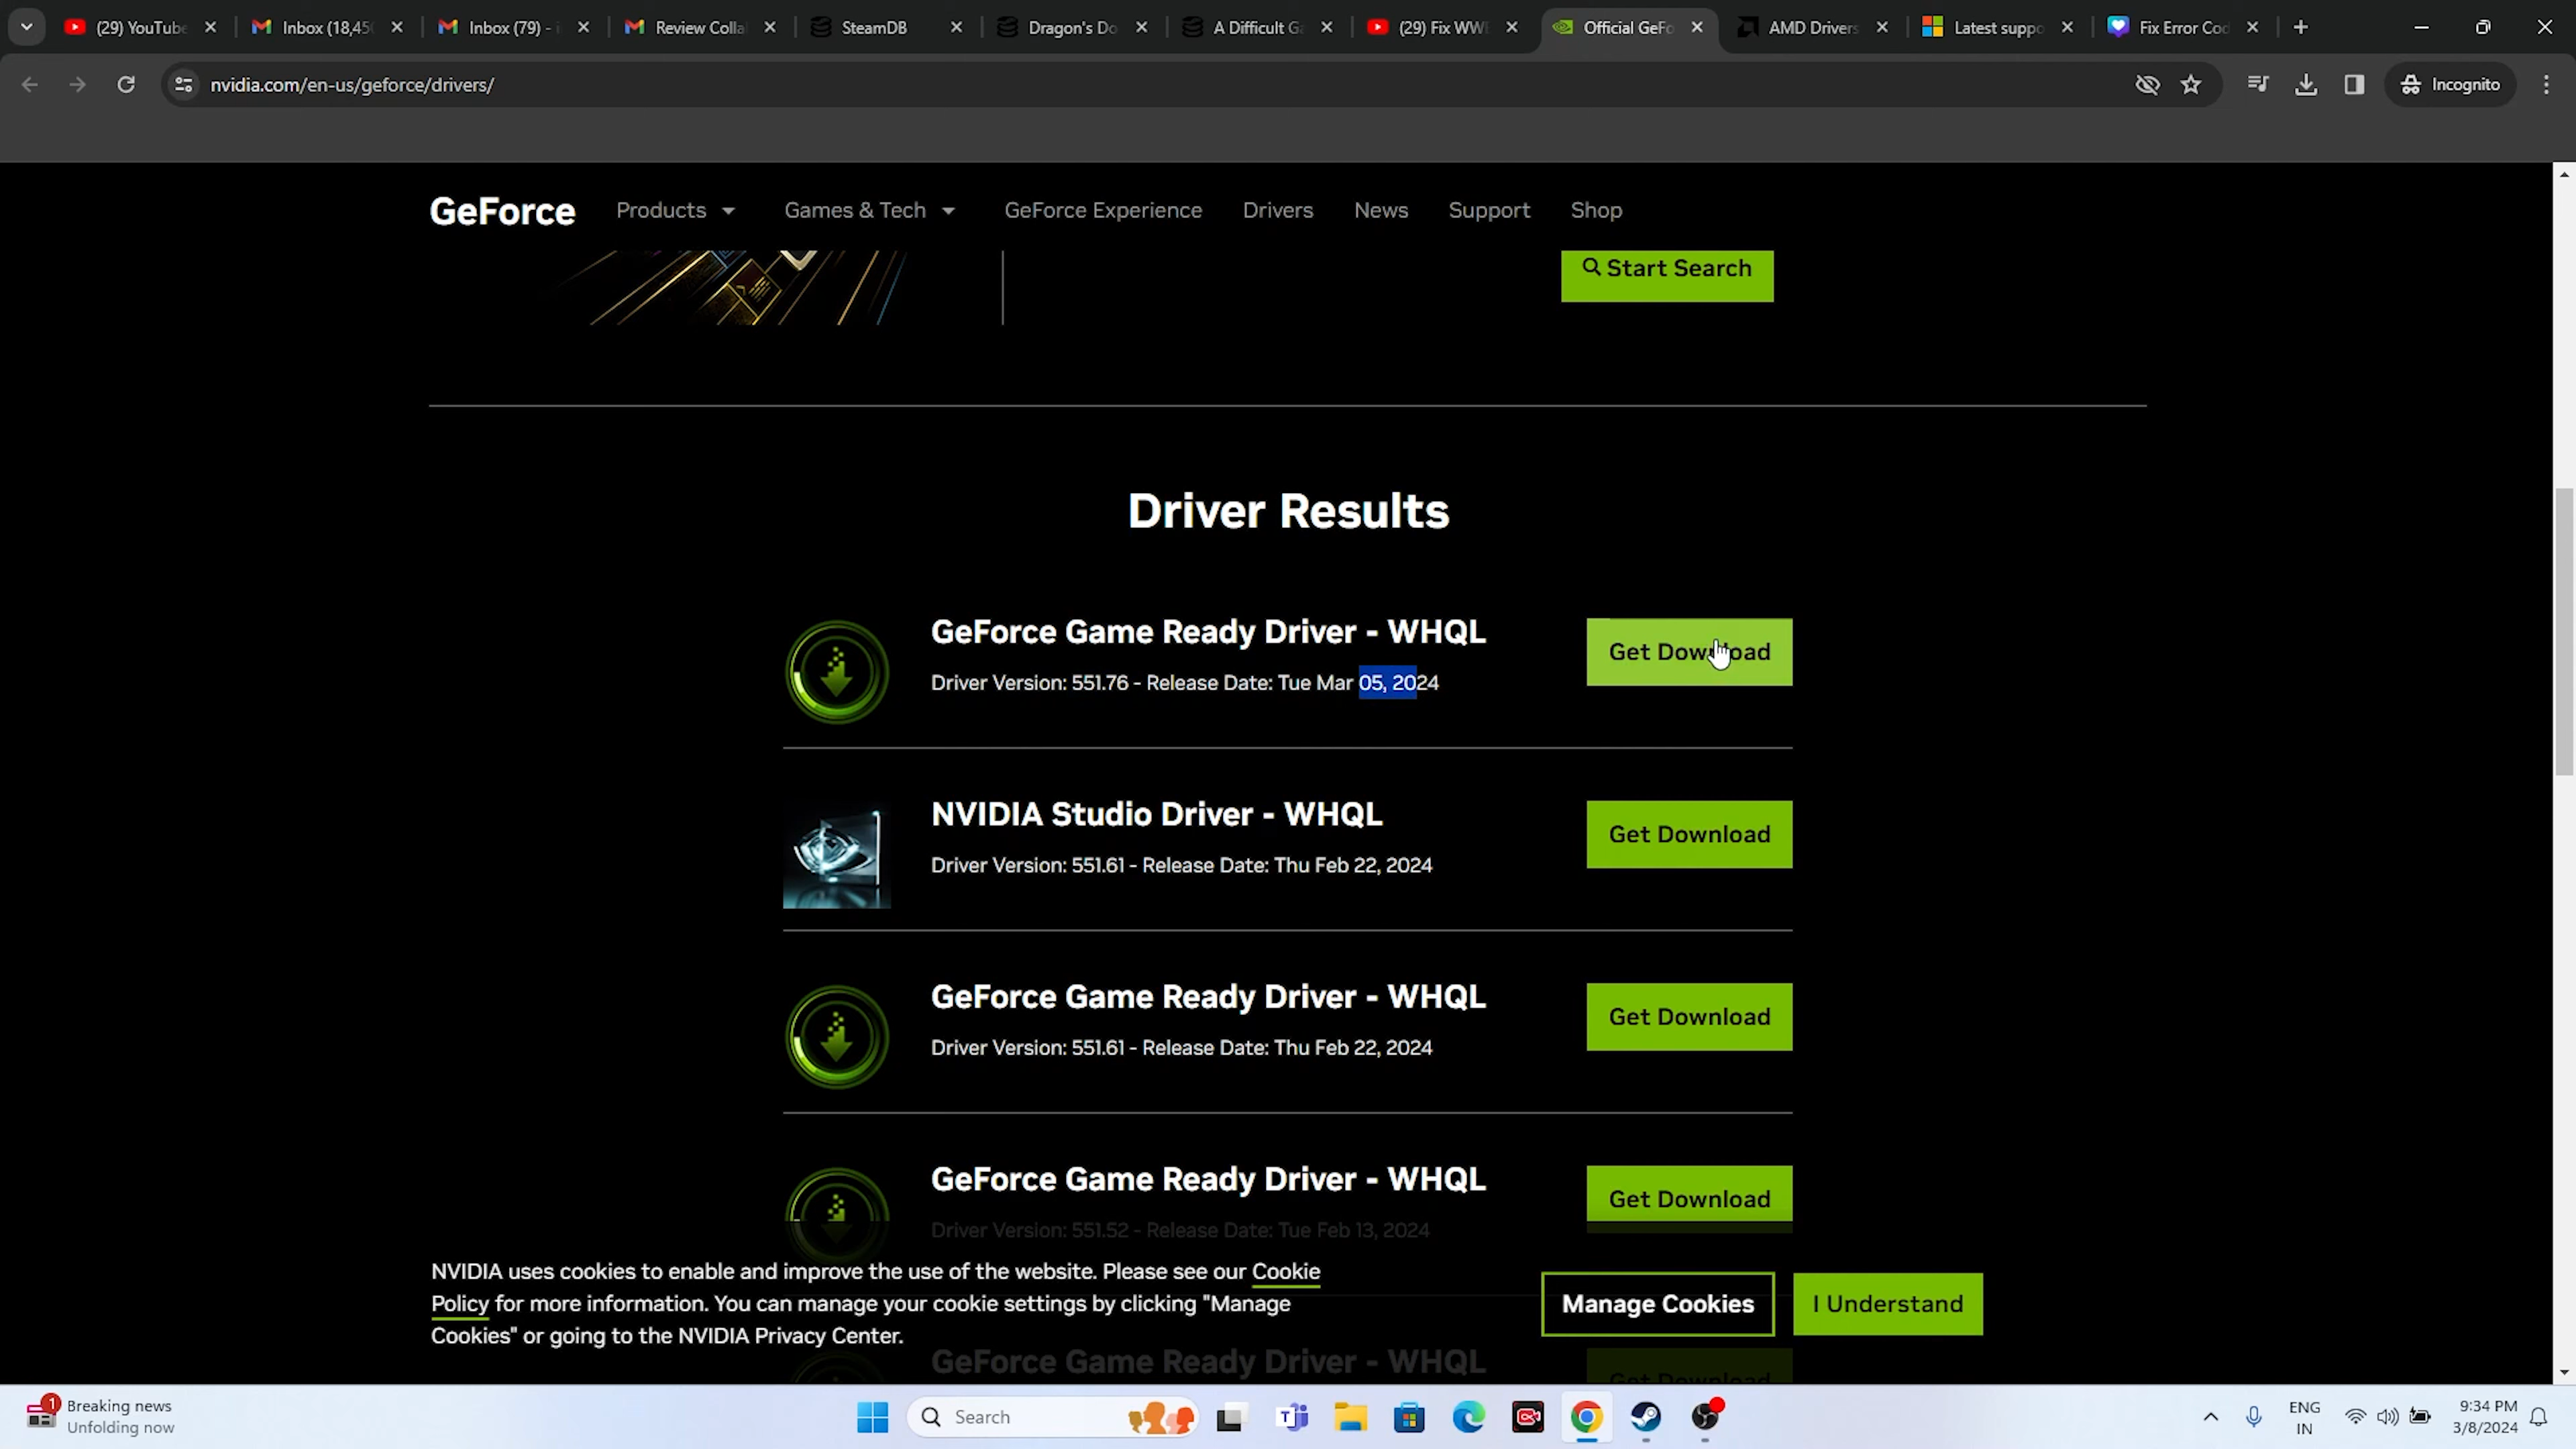 (29) YouTube
Inbox (18,45
Inbox (79) - i
Review Colla
SteamDB
Dragon's Do
A Difficult Ga
(29) Fix WWE
Official GeFo
AMD Drivers
Latest suppo
Fix Error Cod
nvidia.com/en-us/geforce/drivers/
Incognito
GeForce Products Games & Tech GeForce Experience Drivers News Support Shop
Start Search
Driver Results
GeForce Game Ready Driver - WHQL
Driver Version: 551.76 - Release Date: Tue Mar 05, 2024
Get Download
NVIDIA Studio Driver - WHQL
Driver Version: 551.61 - Release Date: Thu Feb 22, 2024
Get Download
GeForce Game Ready Driver - WHQL
Driver Version: 551.61 - Release Date: Thu Feb 22, 2024
Get Download
GeForce Game Ready Driver - WHQL
Driver Version: 551.52 - Release Date: Tue Feb 13, 2024
Get Download
NVIDIA uses cookies to enable and improve the use of the website. Please see our Cookie
Policy for more information. You can manage your cookie settings by clicking "Manage
Cookies" or going to the NVIDIA Privacy Center.
Manage Cookies
I Understand
GeForce Game Ready Driver - WHQL
Get Download
1
Breaking news
Unfolding now
Search
ENG
IN
9:34 PM
3/8/2024